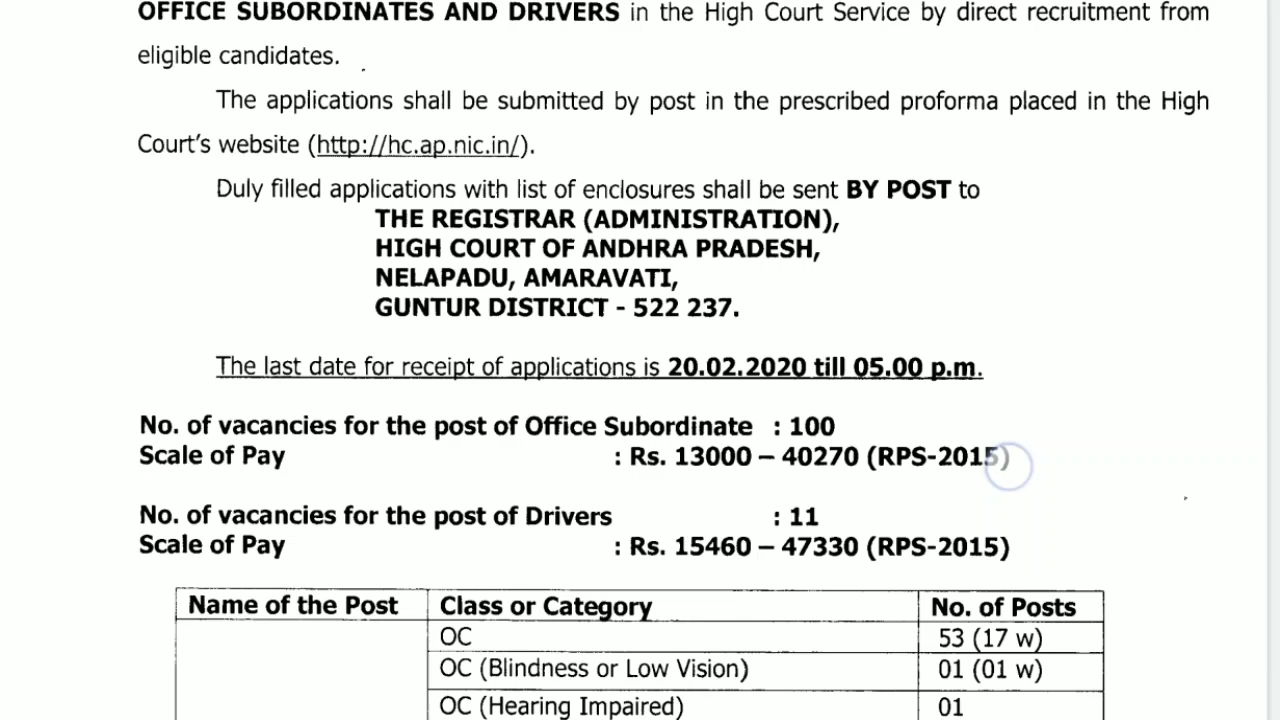 OFFICE SUBORDINATES AND DRIVERS in the High Court Service by direct recruitment from
eligible candidates.
The applications shall be submitted by post in the prescribed proforma placed in the High
Court's website (http://hc.ap.nic.in/).
Duly filled applications with list of enclosures shall be sent BY POST to
THE REGISTRAR (ADMINISTRATION),
HIGH COURT OF ANDHRA PRADESH,
NELAPADU, AMARAVATI,
GUNTUR DISTRICT - 522 237.
The last date for receipt of applications is 20.02.2020 till 05.00 p.m.
No. of vacancies for the post of Office Subordinate : 100
Scale of Pay : Rs. 13000 – 40270 (RPS-2015)
No. of vacancies for the post of Drivers : 11
Scale of Pay : Rs. 15460 – 47330 (RPS-2015)
Name of the Post Class or Category No. of Posts
OC 53 (17 w)
OC (Blindness or Low Vision) 01 (01 w)
OC (Hearing Impaired) 01